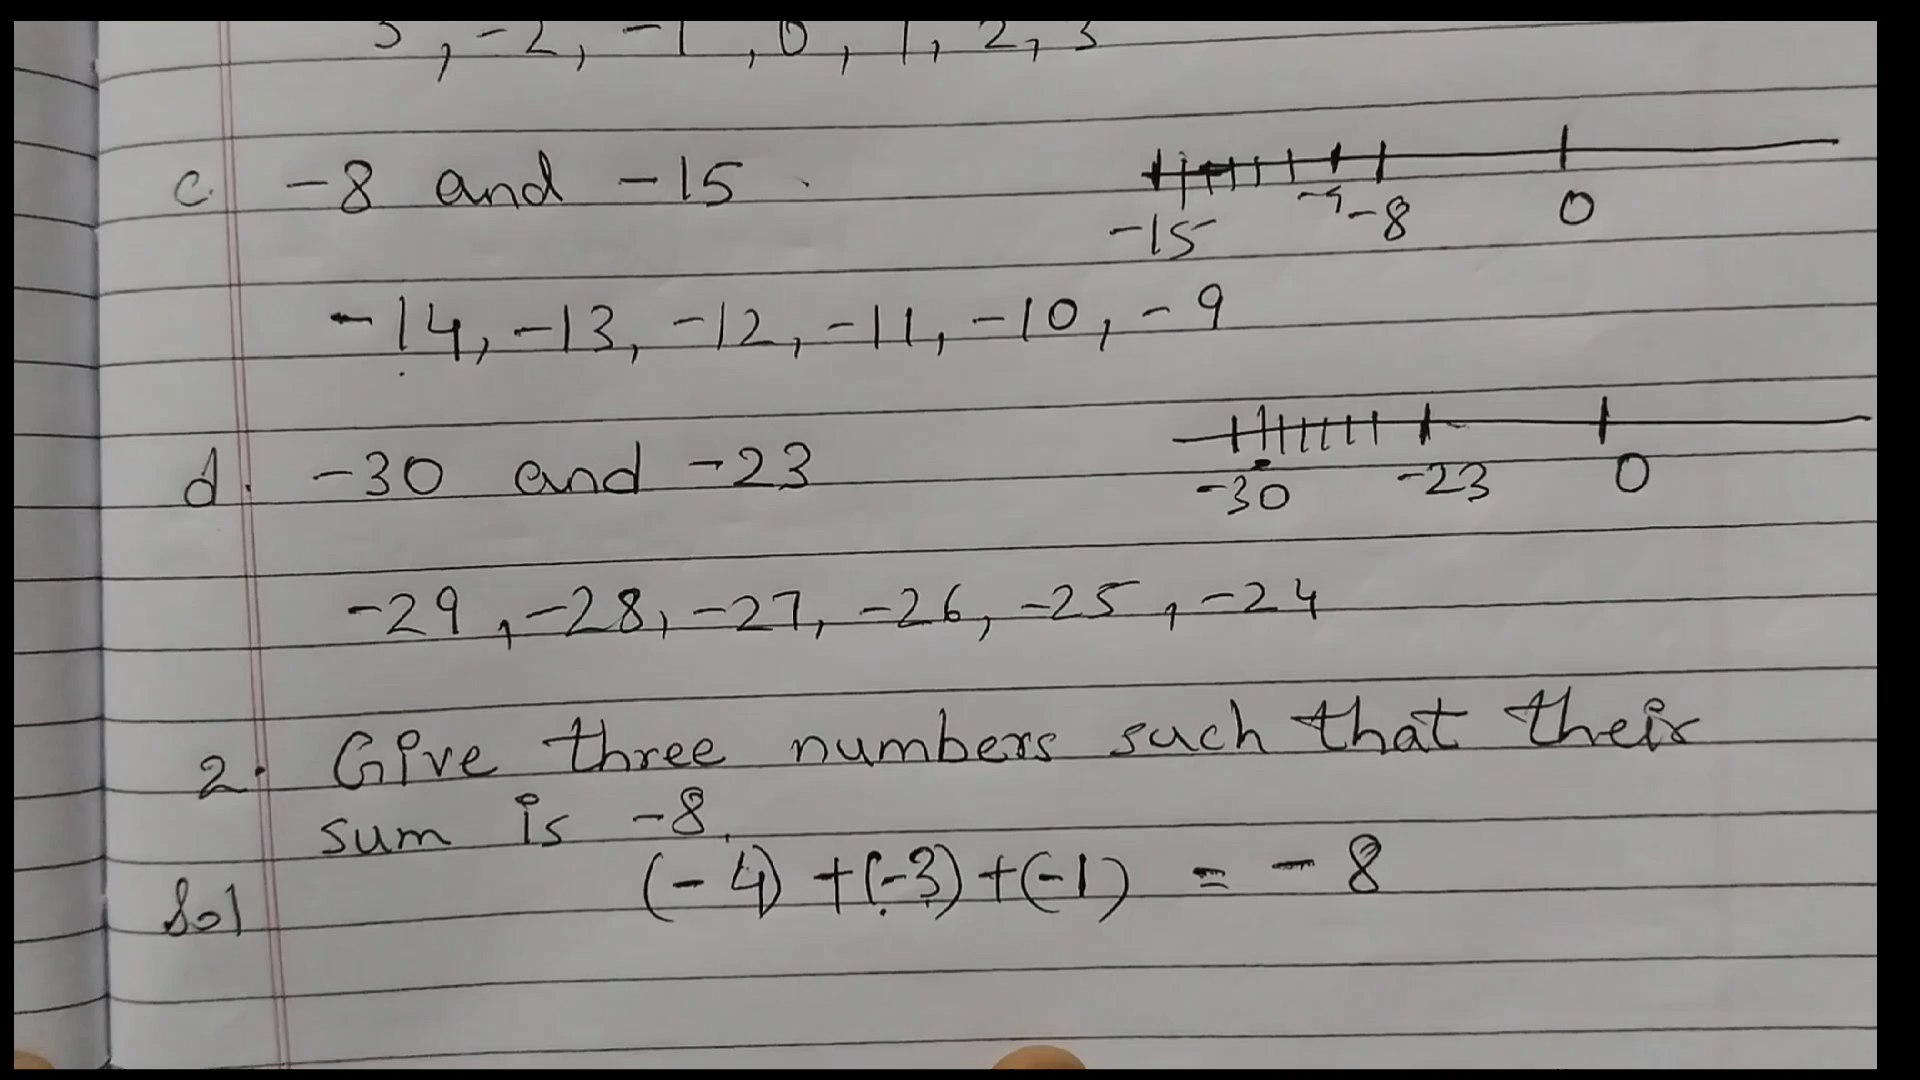 3, -2, -1, 0, 1, 2, 3
c. -8 and -15.
-15 -9 -8 0
-14, -13, -12, -11, -10, -9
d. -30 and -23
-30 -23 0
-29, -28, -27, -26, -25, -24
2. Give three numbers such that their
sum is -8.
Sol (-4) + (-3) + (-1) = -8